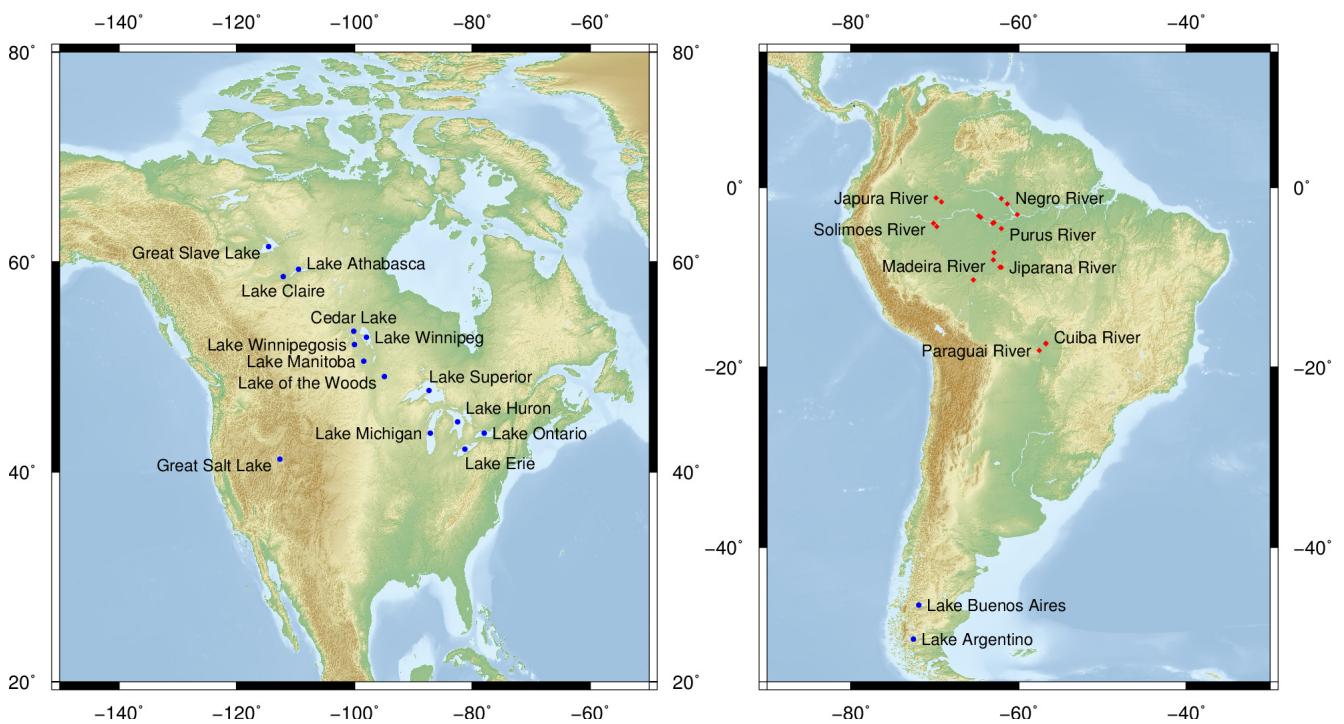 −140° −120° −100° −80° −60°
−80° −60° −40°
80° 80°
60° 60°
40° 40°
20° 20°
Great Slave Lake
Lake Athabasca
Lake Claire
Cedar Lake
Lake Winnipeg
Lake Winnipegosis
Lake Manitoba
Lake of the Woods
Lake Superior
Lake Huron
Lake Michigan
Lake Ontario
Lake Erie
Great Salt Lake
−140° −120° −100° −80° −60°
0° 0°
−20° −20°
−40° −40°
Japura River
Negro River
Solimoes River
Purus River
Madeira River
Jiparana River
Cuiba River
Paraguai River
Lake Buenos Aires
Lake Argentino
−80° −60° −40°